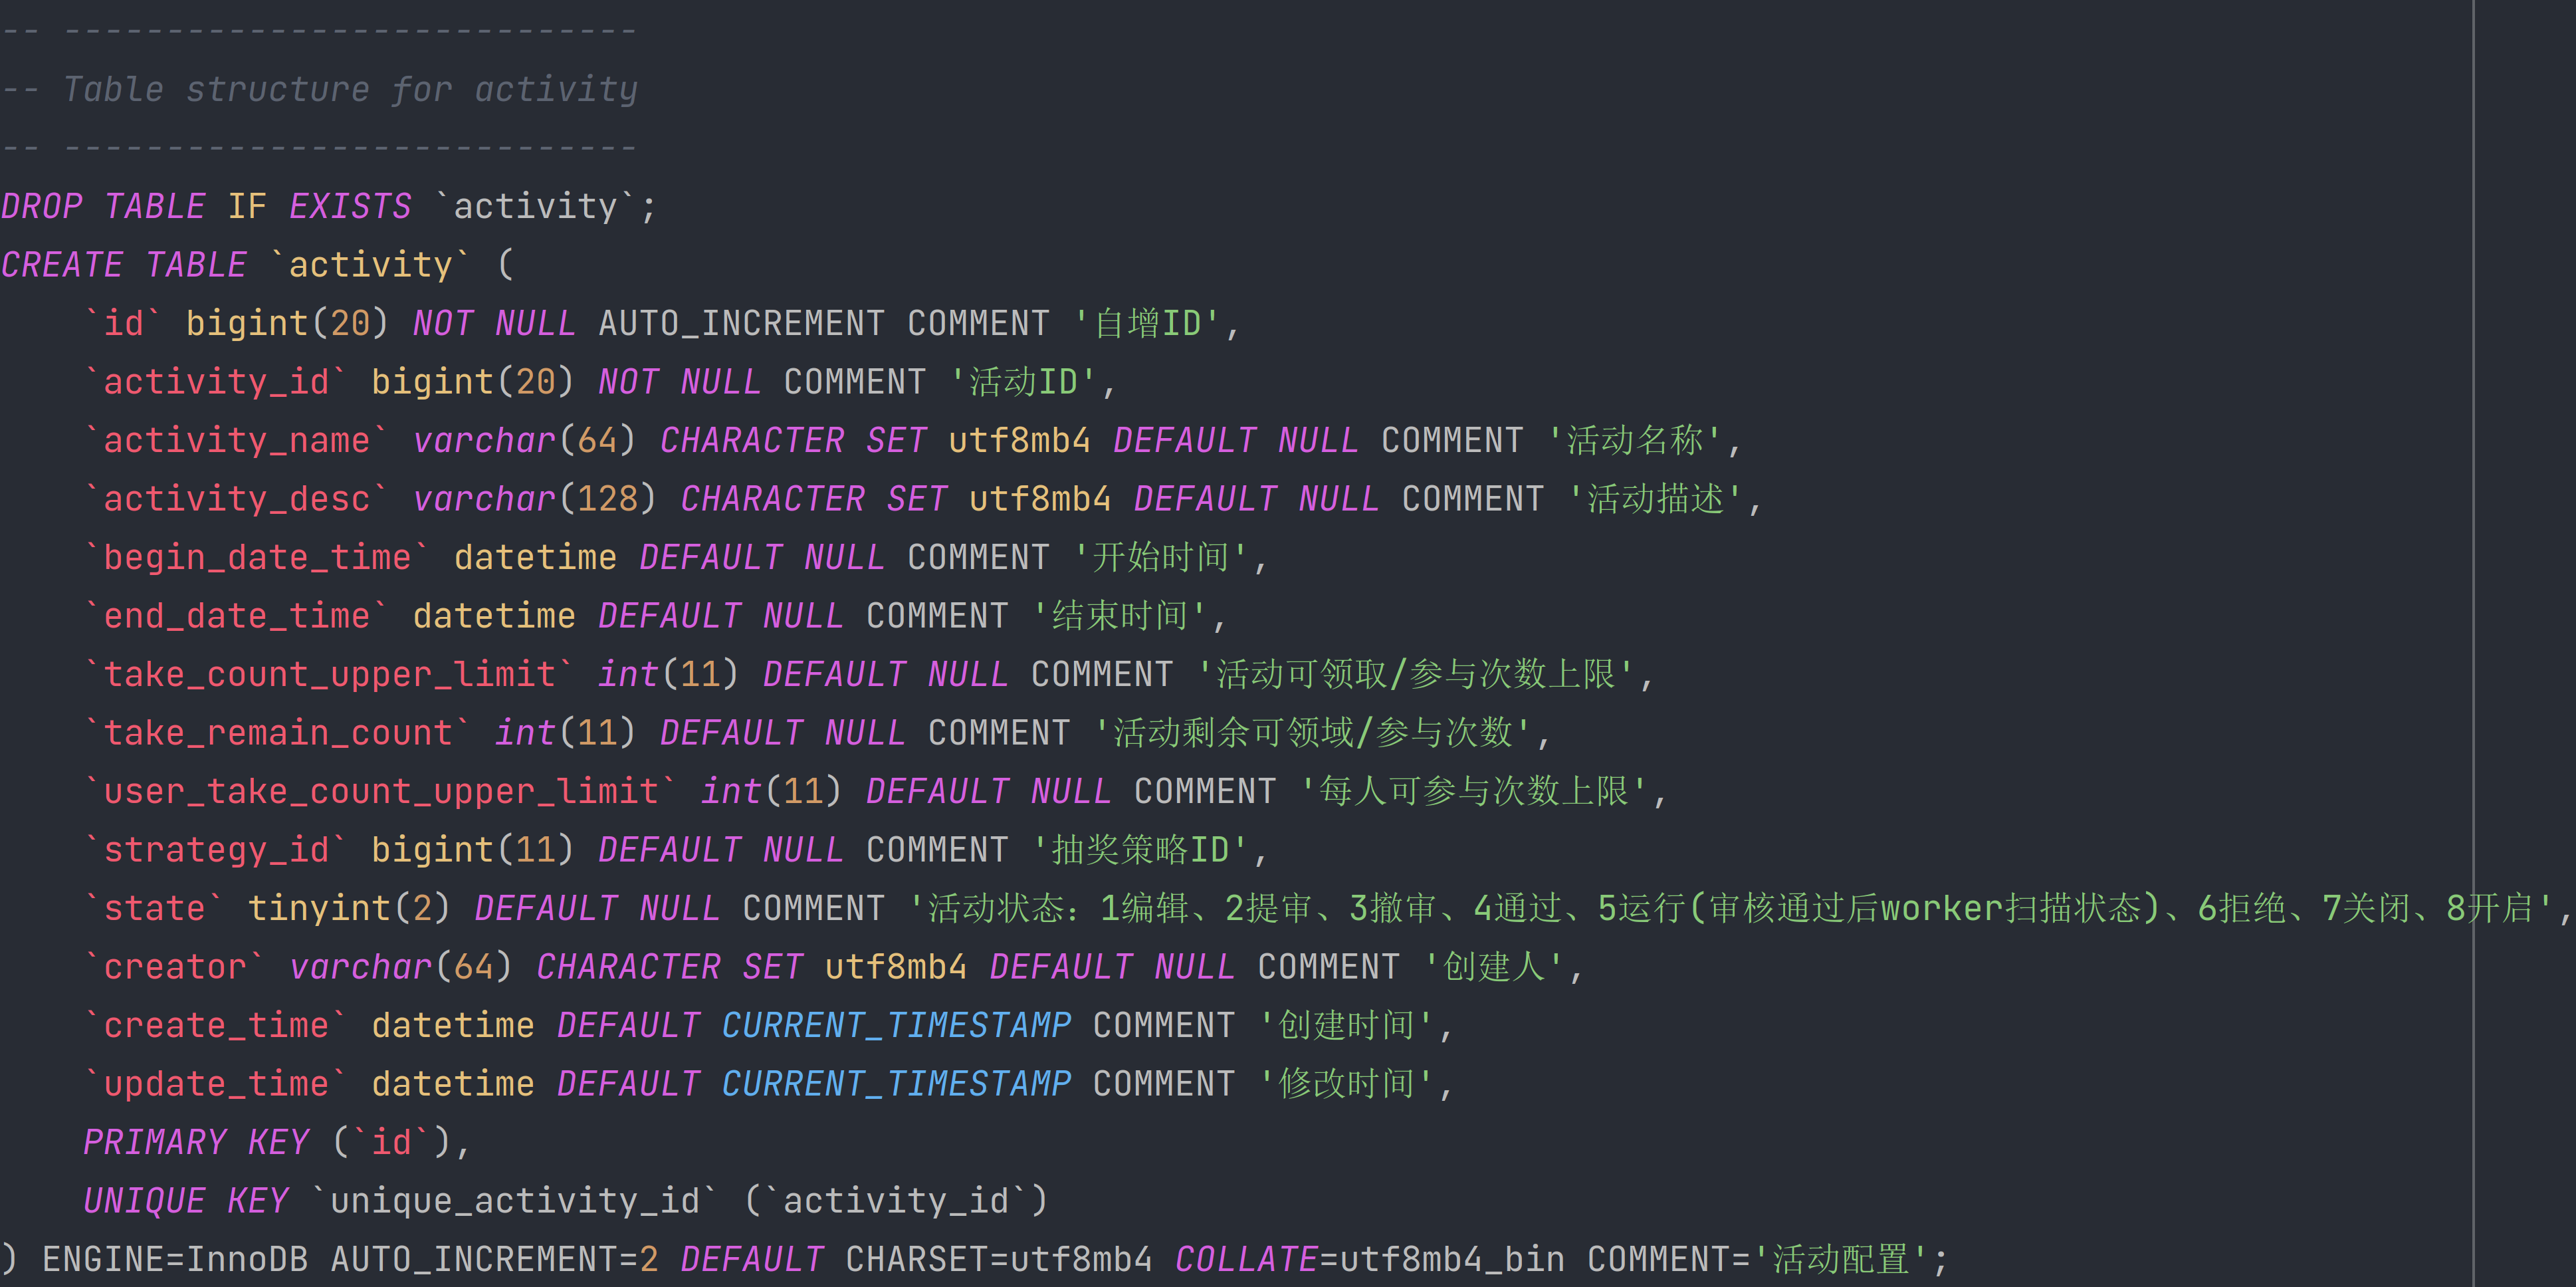 -- ----------------------------
-- Table structure for activity
-- ----------------------------
DROP TABLE IF EXISTS `activity`;
CREATE TABLE `activity` (
    `id` bigint(20) NOT NULL AUTO_INCREMENT COMMENT '自增ID',
    `activity_id` bigint(20) NOT NULL COMMENT '活动ID',
    `activity_name` varchar(64) CHARACTER SET utf8mb4 DEFAULT NULL COMMENT '活动名称',
    `activity_desc` varchar(128) CHARACTER SET utf8mb4 DEFAULT NULL COMMENT '活动描述',
    `begin_date_time` datetime DEFAULT NULL COMMENT '开始时间',
    `end_date_time` datetime DEFAULT NULL COMMENT '结束时间',
    `take_count_upper_limit` int(11) DEFAULT NULL COMMENT '活动可领取/参与次数上限',
    `take_remain_count` int(11) DEFAULT NULL COMMENT '活动剩余可领域/参与次数',
    `user_take_count_upper_limit` int(11) DEFAULT NULL COMMENT '每人可参与次数上限',
    `strategy_id` bigint(11) DEFAULT NULL COMMENT '抽奖策略ID',
    `state` tinyint(2) DEFAULT NULL COMMENT '活动状态：1编辑、2提审、3撤审、4通过、5运行(审核通过后worker扫描状态)、6拒绝、7关闭、8开启',
    `creator` varchar(64) CHARACTER SET utf8mb4 DEFAULT NULL COMMENT '创建人',
    `create_time` datetime DEFAULT CURRENT_TIMESTAMP COMMENT '创建时间',
    `update_time` datetime DEFAULT CURRENT_TIMESTAMP COMMENT '修改时间',
    PRIMARY KEY (`id`),
    UNIQUE KEY `unique_activity_id` (`activity_id`)
) ENGINE=InnoDB AUTO_INCREMENT=2 DEFAULT CHARSET=utf8mb4 COLLATE=utf8mb4_bin COMMENT='活动配置';